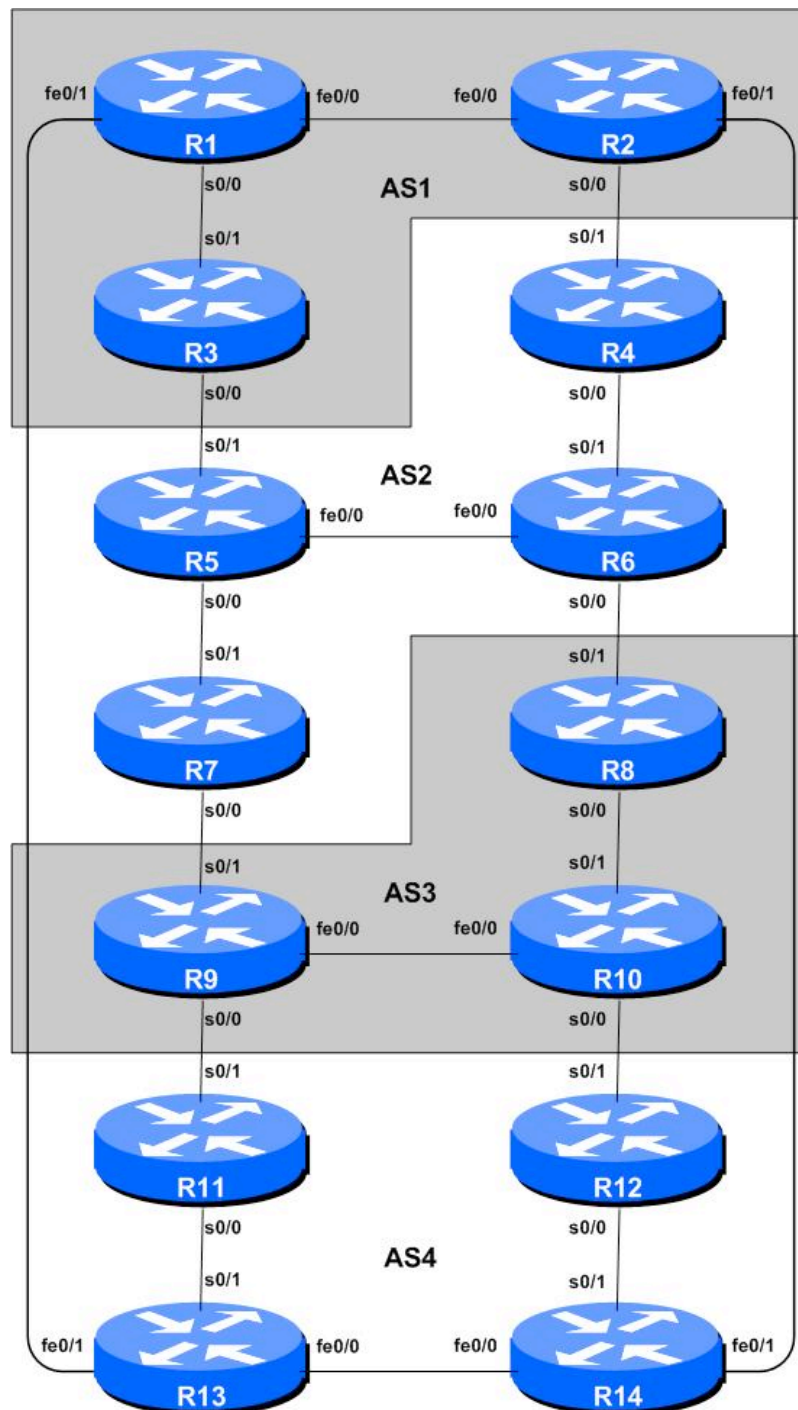 fe0/1 R1 fe0/0 fe0/0 R2 fe0/1
s0/0 AS1 s0/0
s0/1 s0/1
R3 R4
s0/0 s0/0
s0/1 AS2 s0/1
R5 fe0/0 fe0/0 R6
s0/0 s0/0
s0/1 s0/1
R7 R8
s0/0 s0/0
s0/1 AS3 s0/1
R9 fe0/0 fe0/0 R10
s0/0 s0/0
s0/1 s0/1
R11 R12
s0/0 AS4 s0/0
s0/1 s0/1
fe0/1 R13 fe0/0 fe0/0 R14 fe0/1